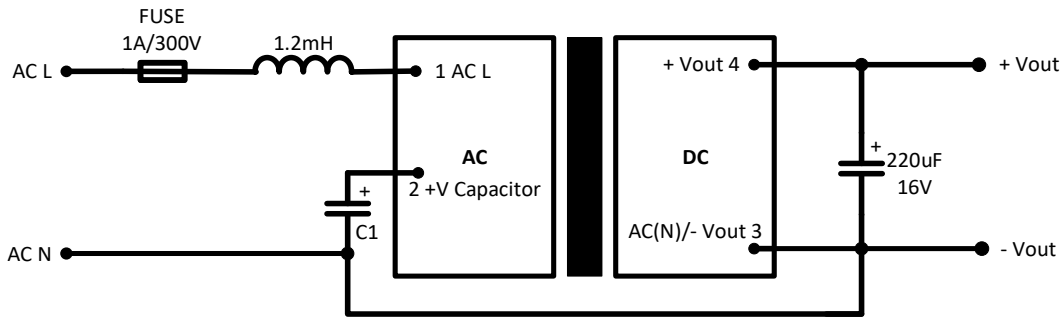 FUSE
1A/300V
1.2mH
AC L
1 AC L
+ Vout 4
+ Vout
AC
DC
+
220uF
16V
2 +V Capacitor
+
C1
AC(N)/- Vout 3
AC N
- Vout